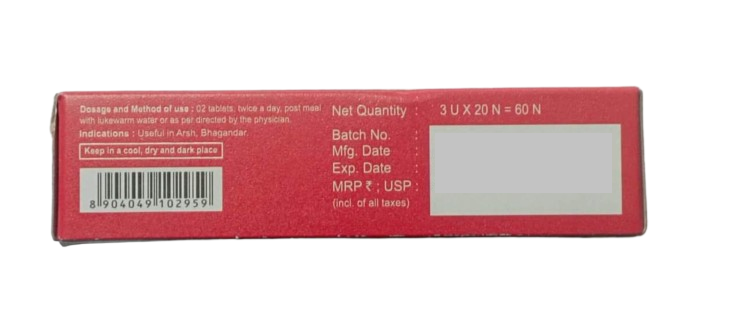 Dosage and Method of use : 02 tablets, twice a day, post meal
with lukewarm water or as per directed by the physician.
Indications : Useful in Arsh, Bhagandar.
Keep in a cool, dry and dark place
8 904049 102959
Net Quantity : 3 U X 20 N = 60 N
Batch No. :
Mfg. Date :
Exp. Date :
MRP ₹ ; USP :
(incl. of all taxes)